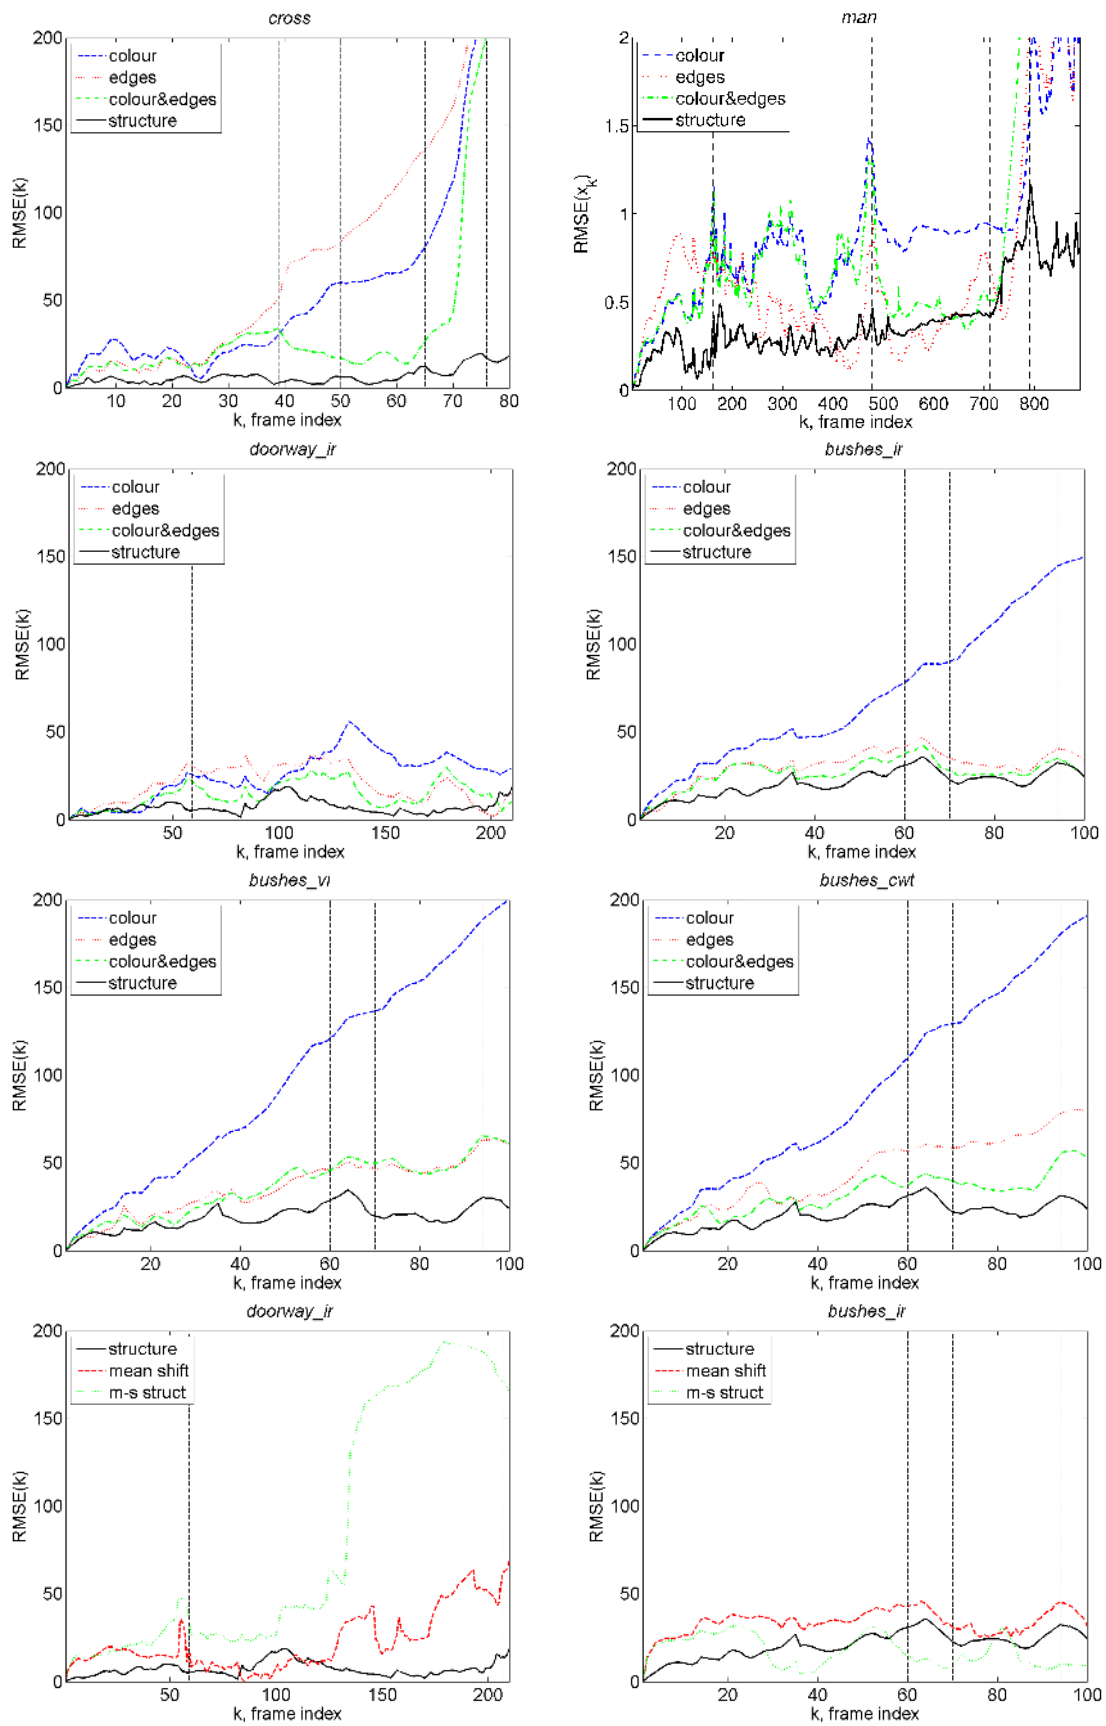 cross
200
150
100
50
0
RMSE(k)
colour
edges
colour&edges
structure
10 20 30 40 50 60 70 80
k, frame index
man
2
1.5
1
0.5
0
RMSE(x_k)
colour
edges
colour&edges
structure
100 200 300 400 500 600 700 800
k, frame index
doorway_ir
200
150
100
50
0
RMSE(k)
colour
edges
colour&edges
structure
50 100 150 200
k, frame index
bushes_ir
200
150
100
50
0
RMSE(k)
colour
edges
colour&edges
structure
20 40 60 80 100
k, frame index
bushes_vi
200
150
100
50
0
RMSE(k)
colour
edges
colour&edges
structure
20 40 60 80 100
k, frame index
bushes_cwt
200
150
100
50
0
RMSE(k)
colour
edges
colour&edges
structure
20 40 60 80 100
k, frame index
doorway_ir
200
150
100
50
0
RMSE(k)
structure
mean shift
m-s struct
50 100 150 200
k, frame index
bushes_ir
200
150
100
50
0
RMSE(k)
structure
mean shift
m-s struct
20 40 60 80 100
k, frame index